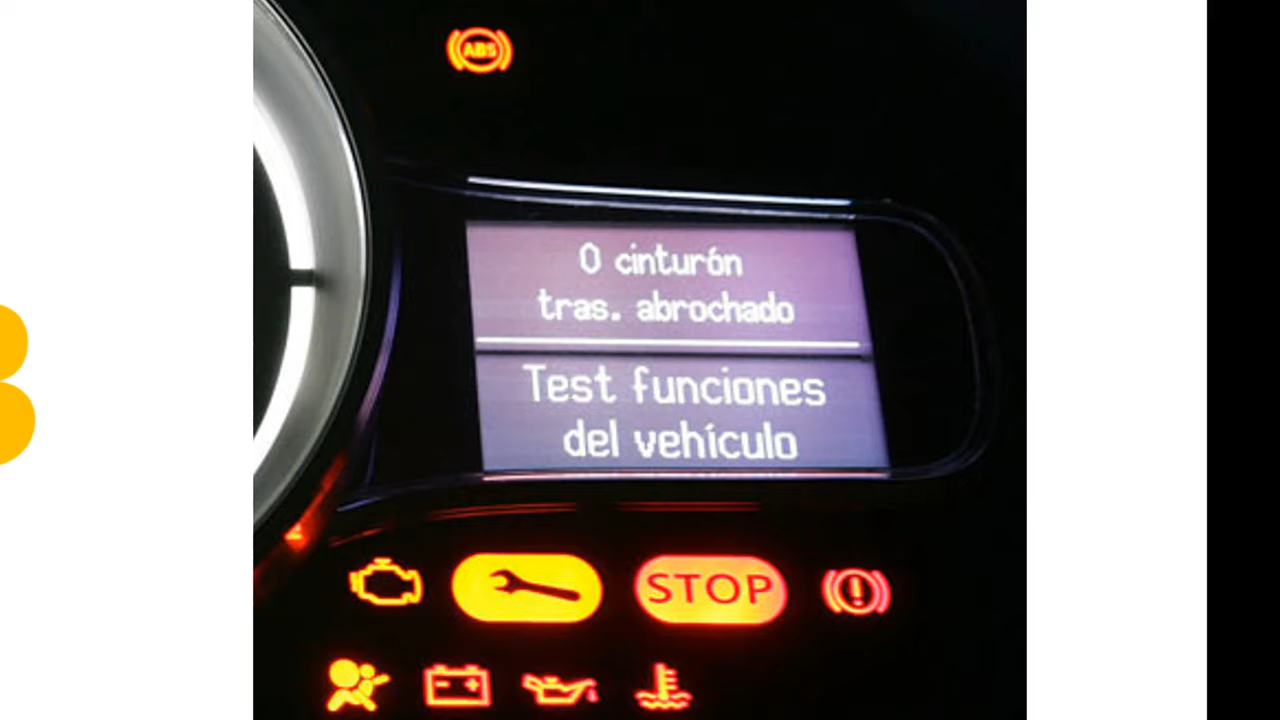 ABS
0 cinturón
tras. abrochado
Test funciones
del vehículo
STOP